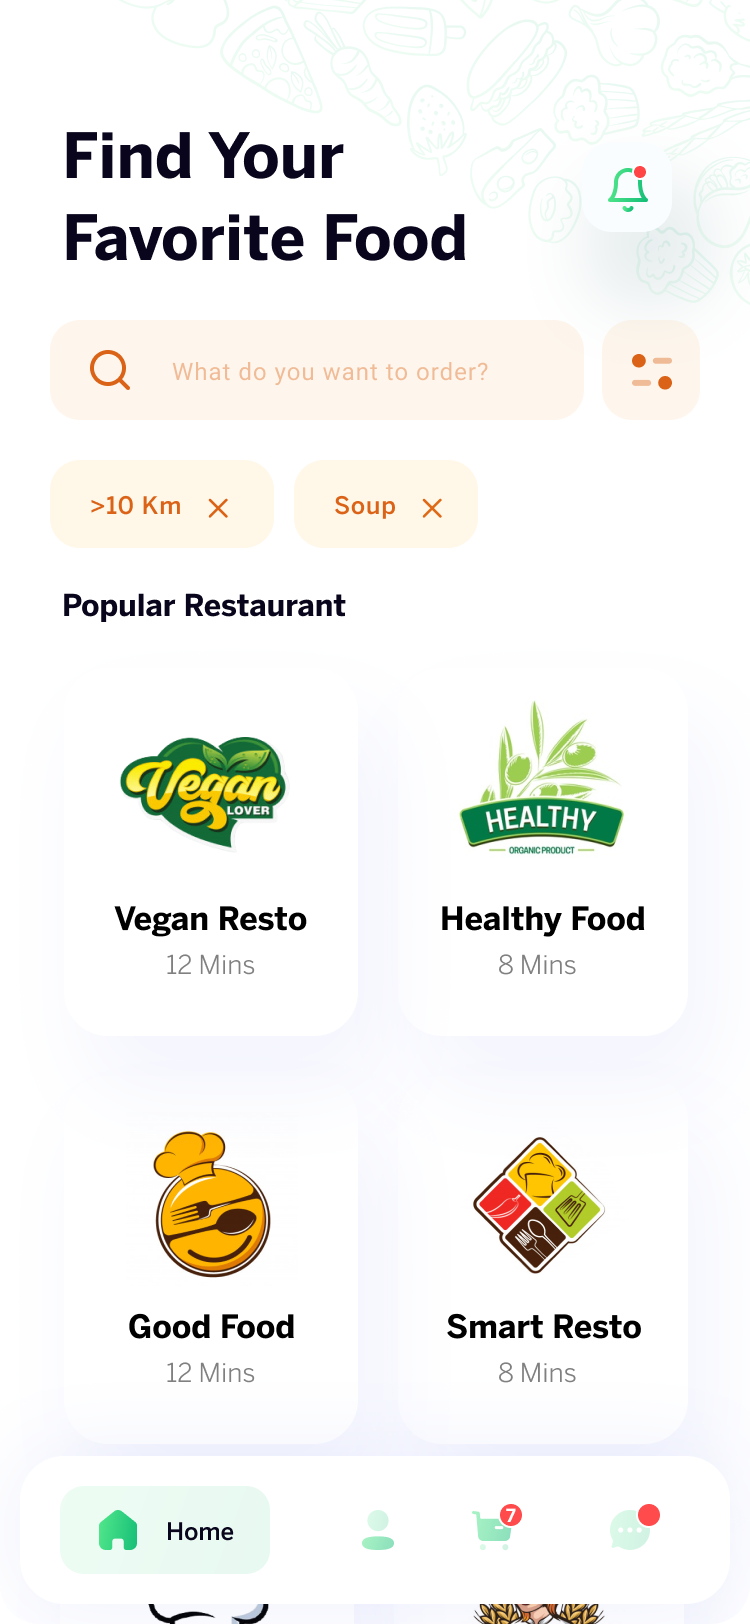 Find Your
Favorite Food
What do you want to order?
>10 Km
Soup
Popular Restaurant
Vegan
LOVER
HEALTHY
ORGANIC PRODUCT
Vegan Resto
Healthy Food
12 Mins
8 Mins
Good Food
Smart Resto
12 Mins
8 Mins
Home
7